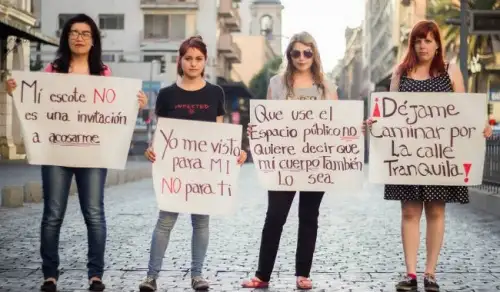 Mi escote NO
es una invitación
a acosarme
Yo me visto
para MI
NO para ti
Que use el
Espacio público no
Quiere decir que
mi cuerpo También
Lo sea
¡Déjame
Caminar por
La calle
TranQuila!